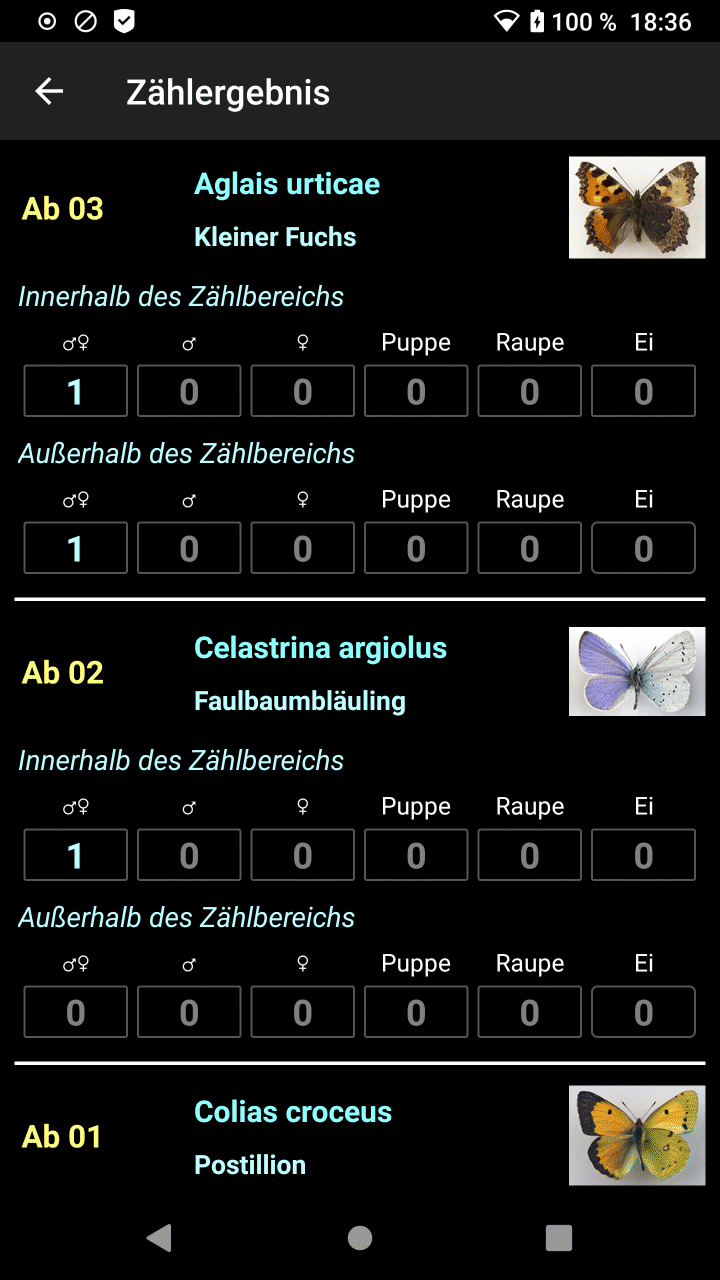 100 % 18:36
Zählergebnis
Ab 03
Aglais urticae
Kleiner Fuchs
Innerhalb des Zählbereichs
♂♀ ♂ ♀ Puppe Raupe Ei
1 0 0 0 0 0
Außerhalb des Zählbereichs
♂♀ ♂ ♀ Puppe Raupe Ei
1 0 0 0 0 0
Ab 02
Celastrina argiolus
Faulbaumbläuling
Innerhalb des Zählbereichs
♂♀ ♂ ♀ Puppe Raupe Ei
1 0 0 0 0 0
Außerhalb des Zählbereichs
♂♀ ♂ ♀ Puppe Raupe Ei
0 0 0 0 0 0
Ab 01
Colias croceus
Postillion